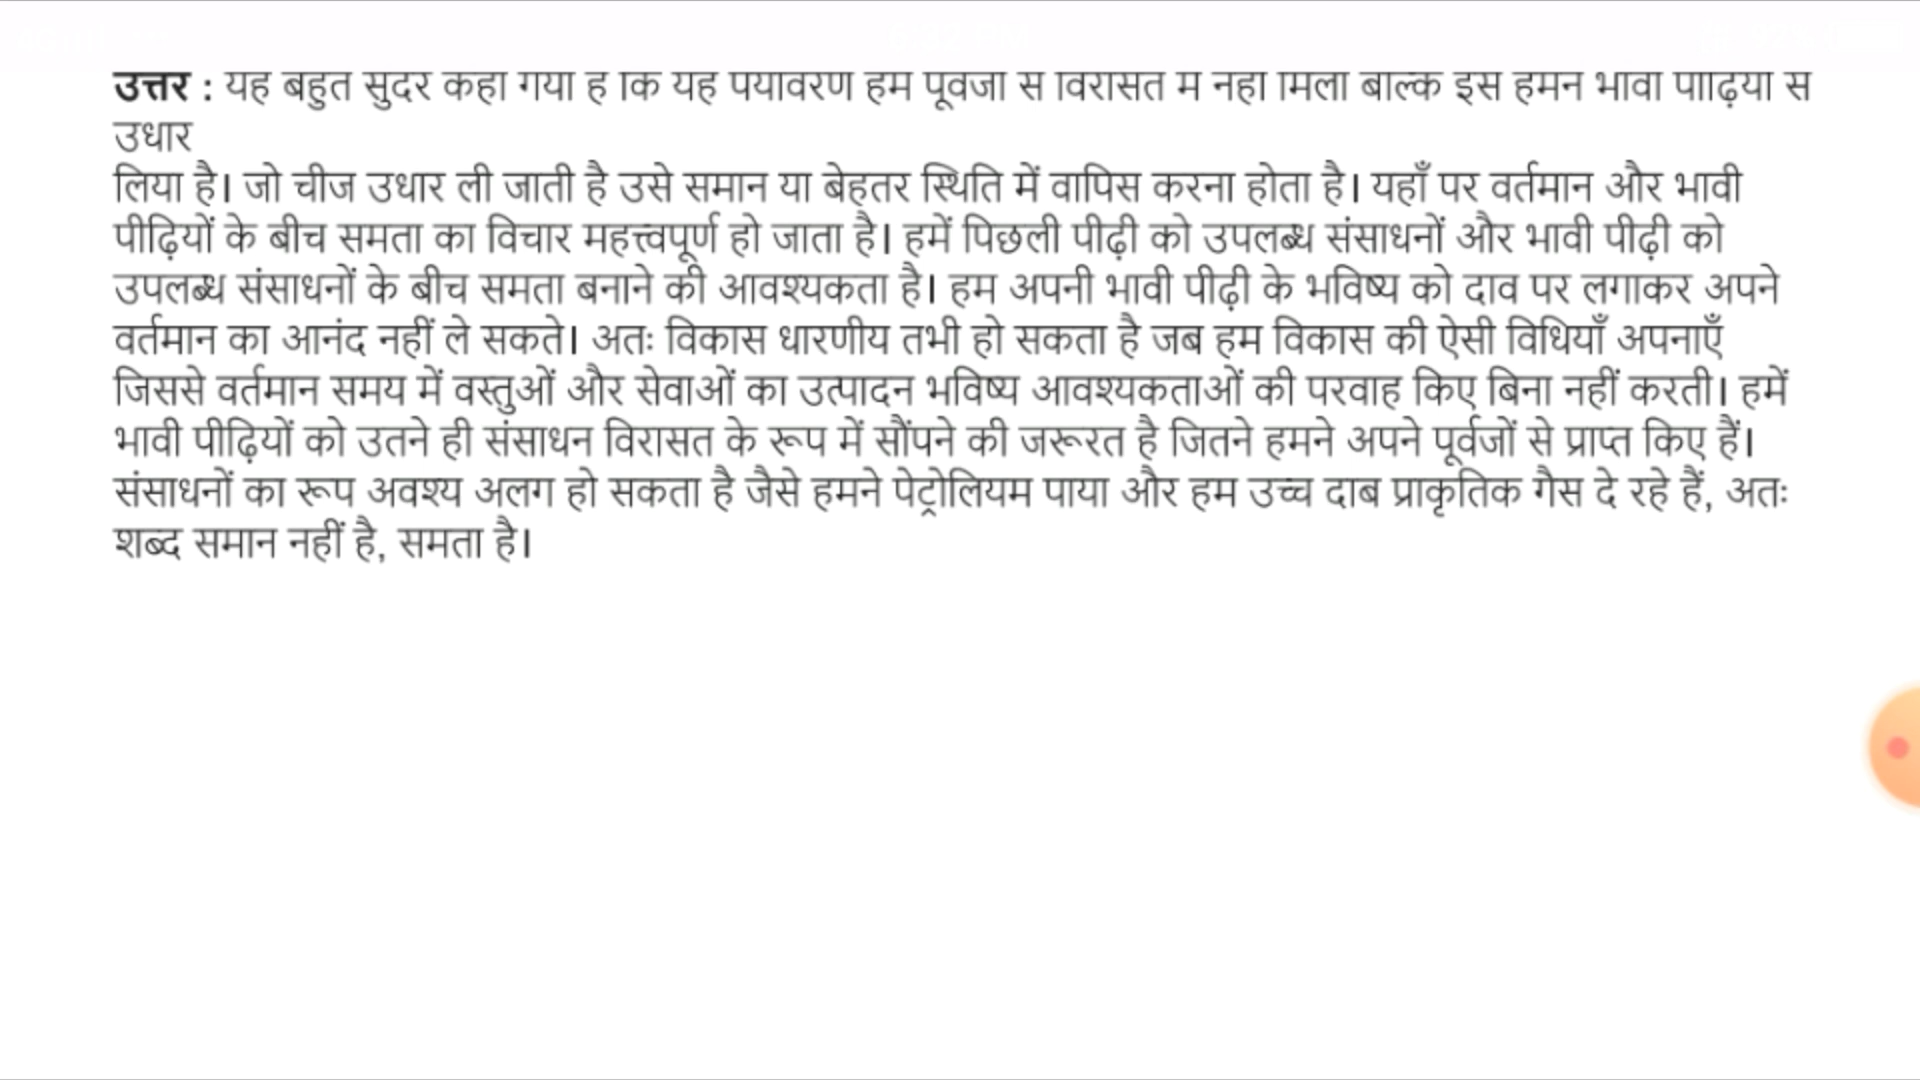 उत्तर : यह बहुत सुंदर कहा गया है कि यह पर्यावरण हमें पूर्वजों से विरासत में नहीं मिला बल्कि इसे हमने भावी पीढ़ियों से
उधार
लिया है। जो चीज उधार ली जाती है उसे समान या बेहतर स्थिति में वापिस करना होता है। यहाँ पर वर्तमान और भावी
पीढ़ियों के बीच समता का विचार महत्त्वपूर्ण हो जाता है। हमें पिछली पीढ़ी को उपलब्ध संसाधनों और भावी पीढ़ी को
उपलब्ध संसाधनों के बीच समता बनाने की आवश्यकता है। हम अपनी भावी पीढ़ी के भविष्य को दाव पर लगाकर अपने
वर्तमान का आनंद नहीं ले सकते। अतः विकास धारणीय तभी हो सकता है जब हम विकास की ऐसी विधियाँ अपनाएँ
जिससे वर्तमान समय में वस्तुओं और सेवाओं का उत्पादन भविष्य आवश्यकताओं की परवाह किए बिना नहीं करती। हमें
भावी पीढ़ियों को उतने ही संसाधन विरासत के रूप में सौंपने की जरूरत है जितने हमने अपने पूर्वजों से प्राप्त किए हैं।
संसाधनों का रूप अवश्य अलग हो सकता है जैसे हमने पेट्रोलियम पाया और हम उच्च दाब प्राकृतिक गैस दे रहे हैं, अतः
शब्द समान नहीं है, समता है।